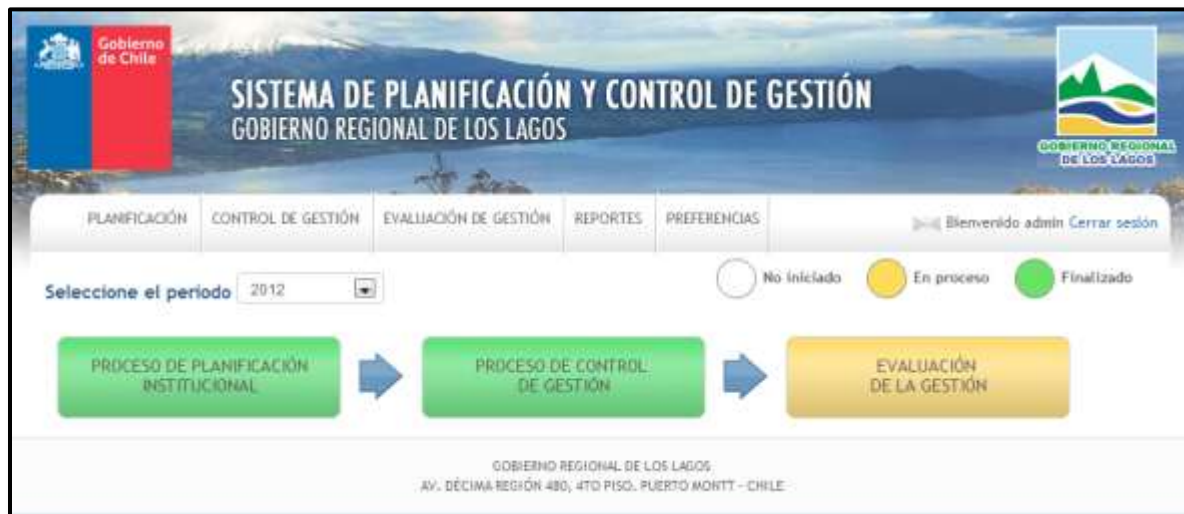 Gobierno
de Chile
SISTEMA DE PLANIFICACIÓN Y CONTROL DE GESTIÓN
GOBIERNO REGIONAL DE LOS LAGOS
GOBIERNO REGIONAL
DE LOS LAGOS
PLANIFICACIÓN CONTROL DE GESTIÓN EVALUACIÓN DE GESTIÓN REPORTES PREFERENCIAS Bienvenido admin Cerrar sesión
Seleccione el periodo 2012 No iniciado En proceso Finalizado
PROCESO DE PLANIFICACIÓN
INSTITUCIONAL
PROCESO DE CONTROL
DE GESTIÓN
EVALUACIÓN
DE LA GESTIÓN
GOBIERNO REGIONAL DE LOS LAGOS
AV. DÉCIMA REGIÓN 480, 4TO PISO. PUERTO MONTT - CHILE